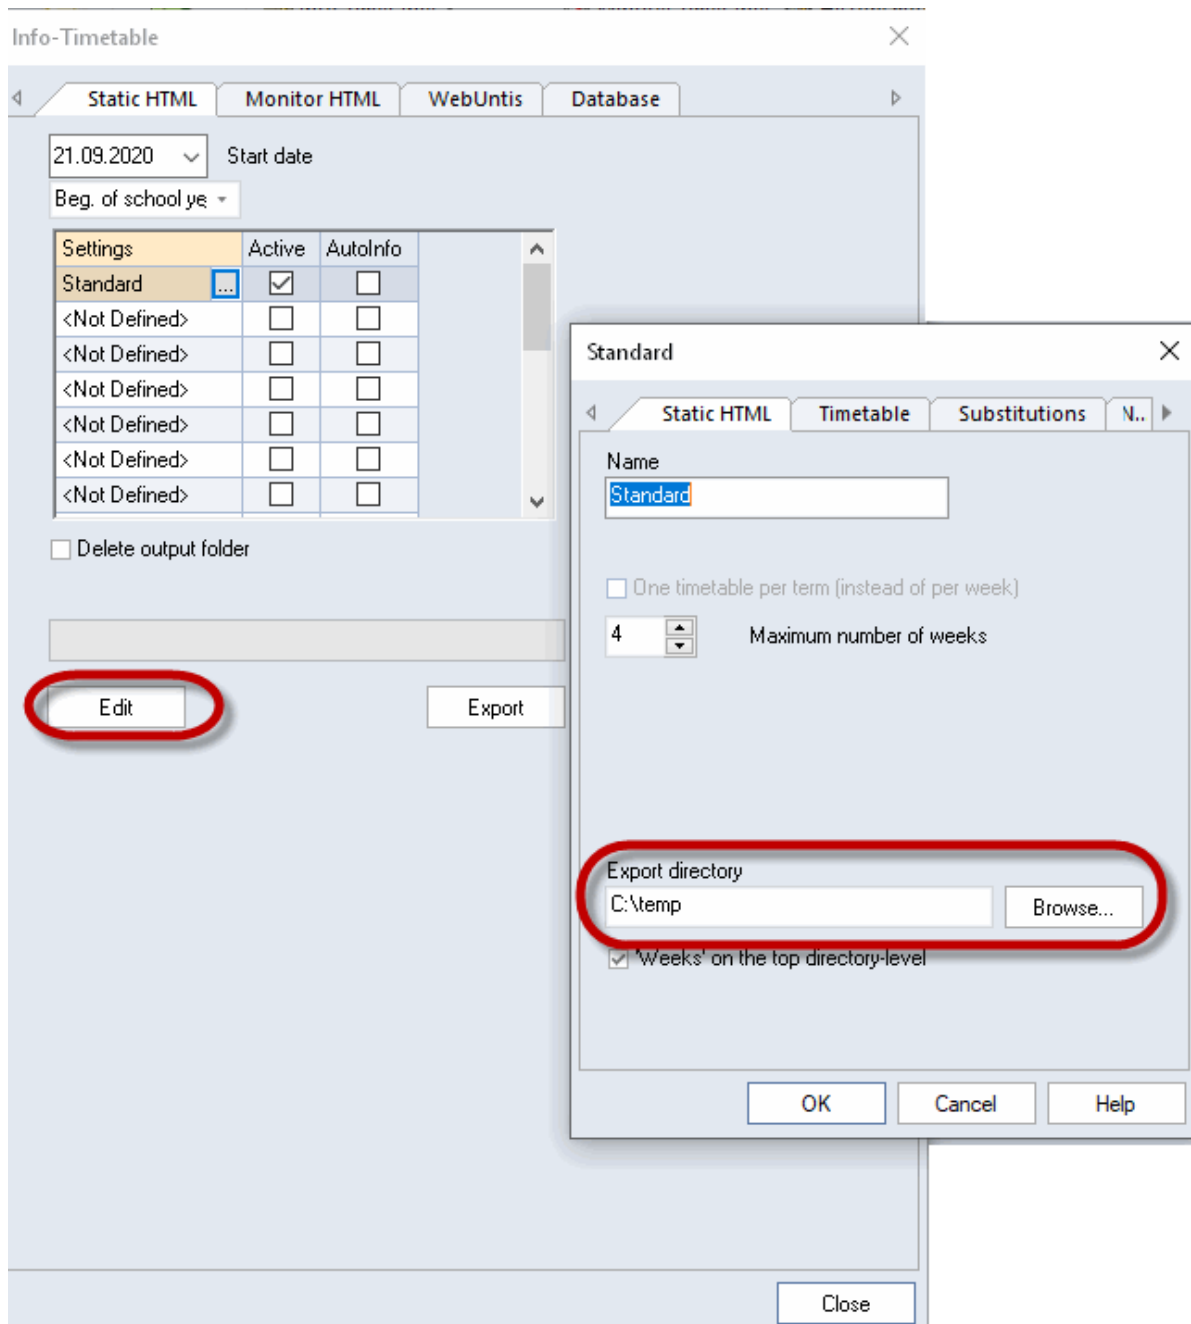 Info-Timetable
Static HTML Monitor HTML WebUntis Database
21.09.2020 Start date
Beg. of school ye
Settings Active AutoInfo
Standard ...
<Not Defined>
<Not Defined>
<Not Defined>
<Not Defined>
<Not Defined>
<Not Defined>
Delete output folder
Edit Export
Close
Standard
Static HTML Timetable Substitutions N..
Name
Standard
One timetable per term (instead of per week)
4 Maximum number of weeks
Export directory
C:\temp Browse...
'Weeks' on the top directory-level
OK Cancel Help